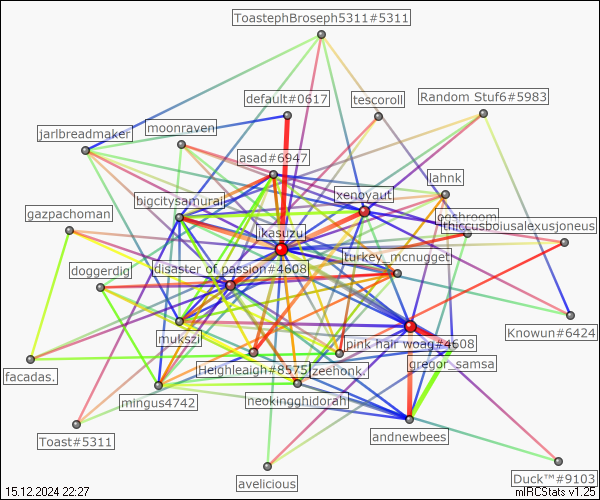 ToastephBroseph5311#5311
default#0617
tescoroll
Random Stuf6#5983
jarlbreadmaker
moonraven
asad#6947
lahnk
xenoyaut
bigcitysamurai
gazpachoman
thiccusbolusalexusjoneus
ikasuzu
turkey_mcnugget
doggerdig
disaster of passion#4608
Knowun#6424
mukszi
pink hair woag#4608
facadas.
Heighleaigh#8575
zeehonk.
gregor_samsa
mingus4742
neokingghidorah
Toast#5311
andnewbees
avelicious
Duck™#9103
15.12.2024 22:27
mIRCStats v1.25